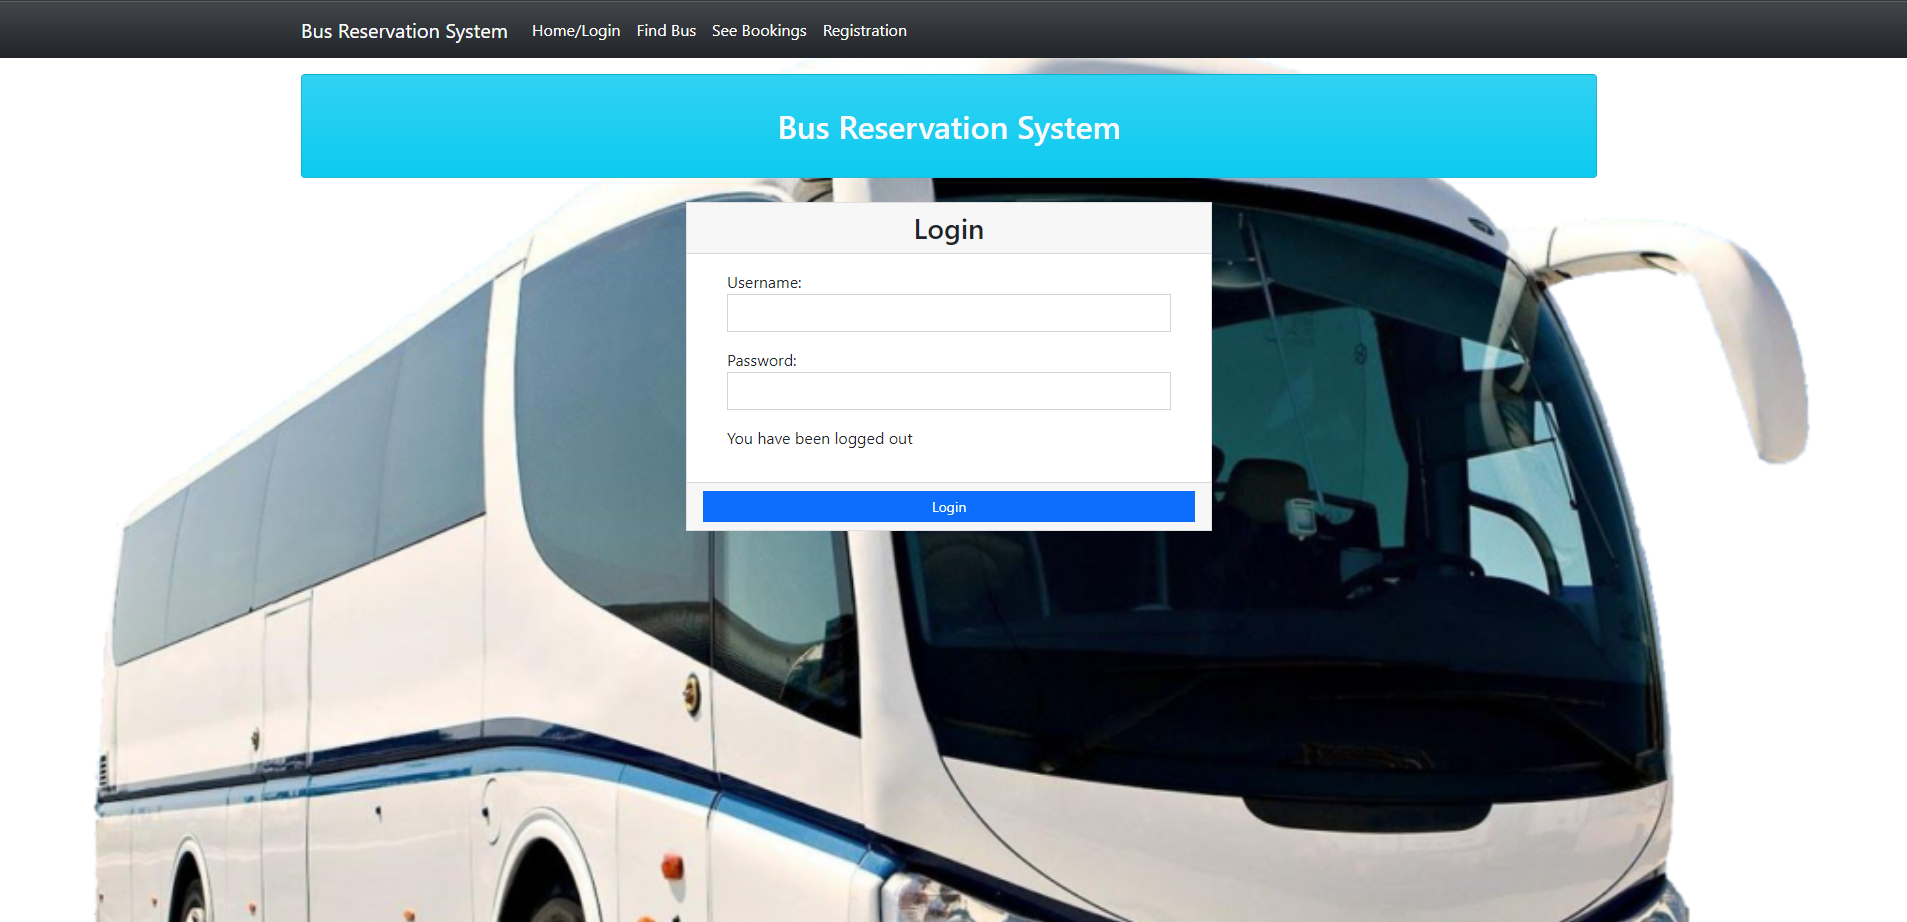 Bus Reservation System Home/Login Find Bus See Bookings Registration
Bus Reservation System
Login
Username:
Password:
You have been logged out
Login